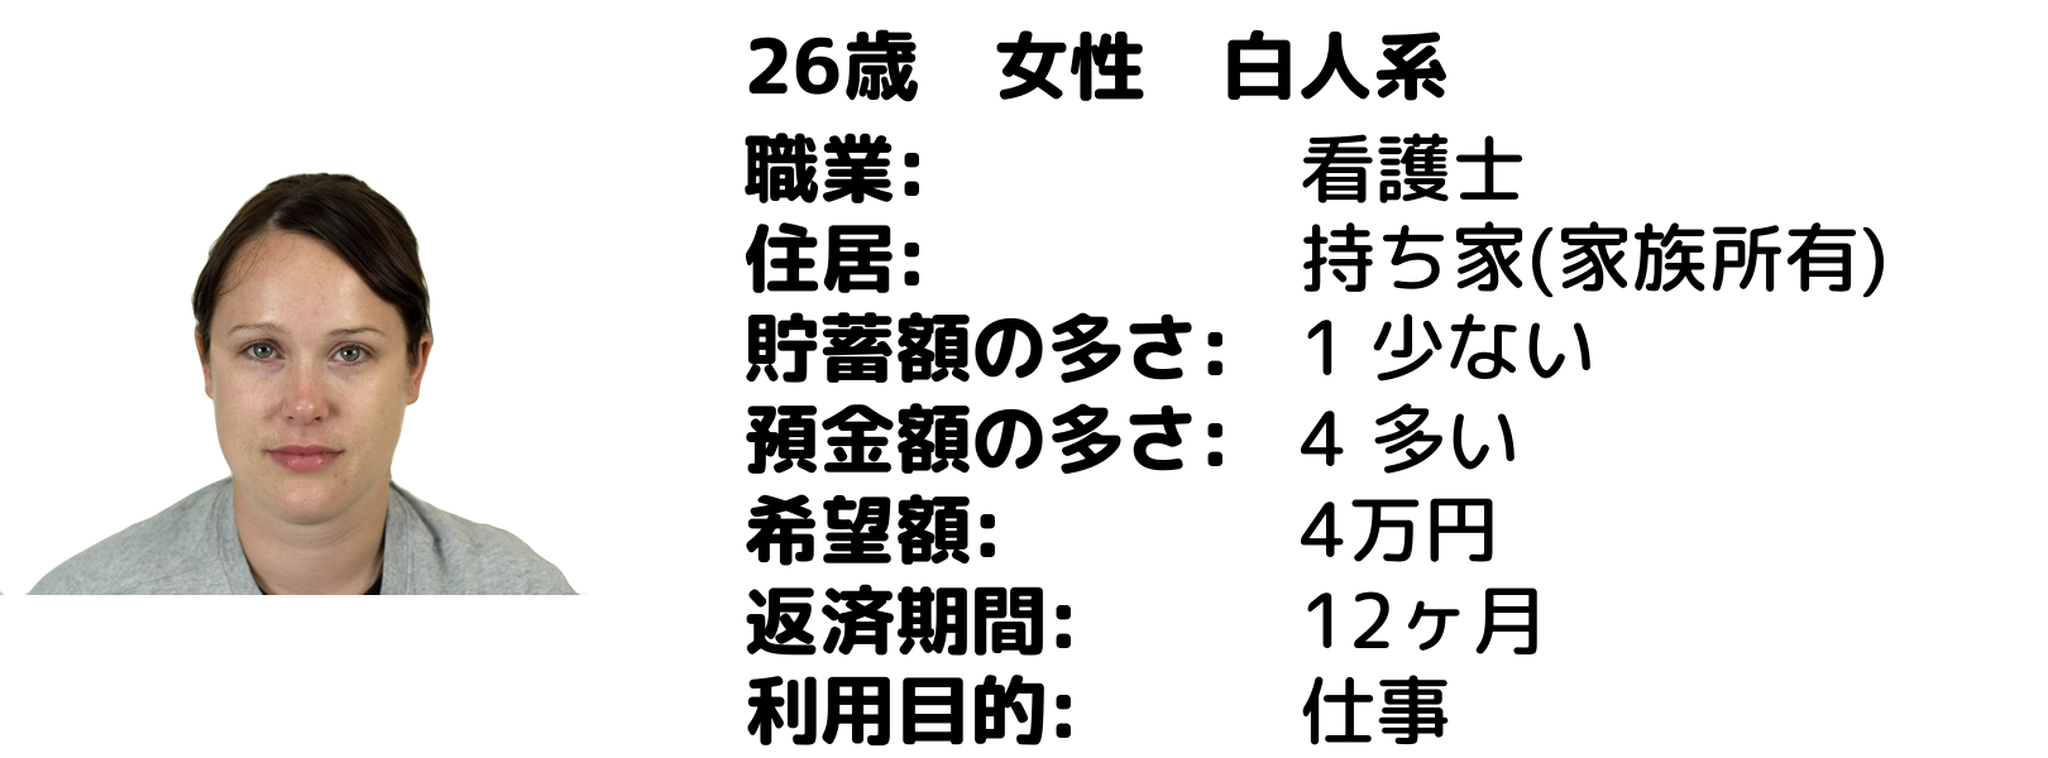 26歳　女性　白人系
職業: 看護士
住居: 持ち家(家族所有)
貯蓄額の多さ: 1 少ない
預金額の多さ: 4 多い
希望額: 4万円
返済期間: 12ヶ月
利用目的: 仕事